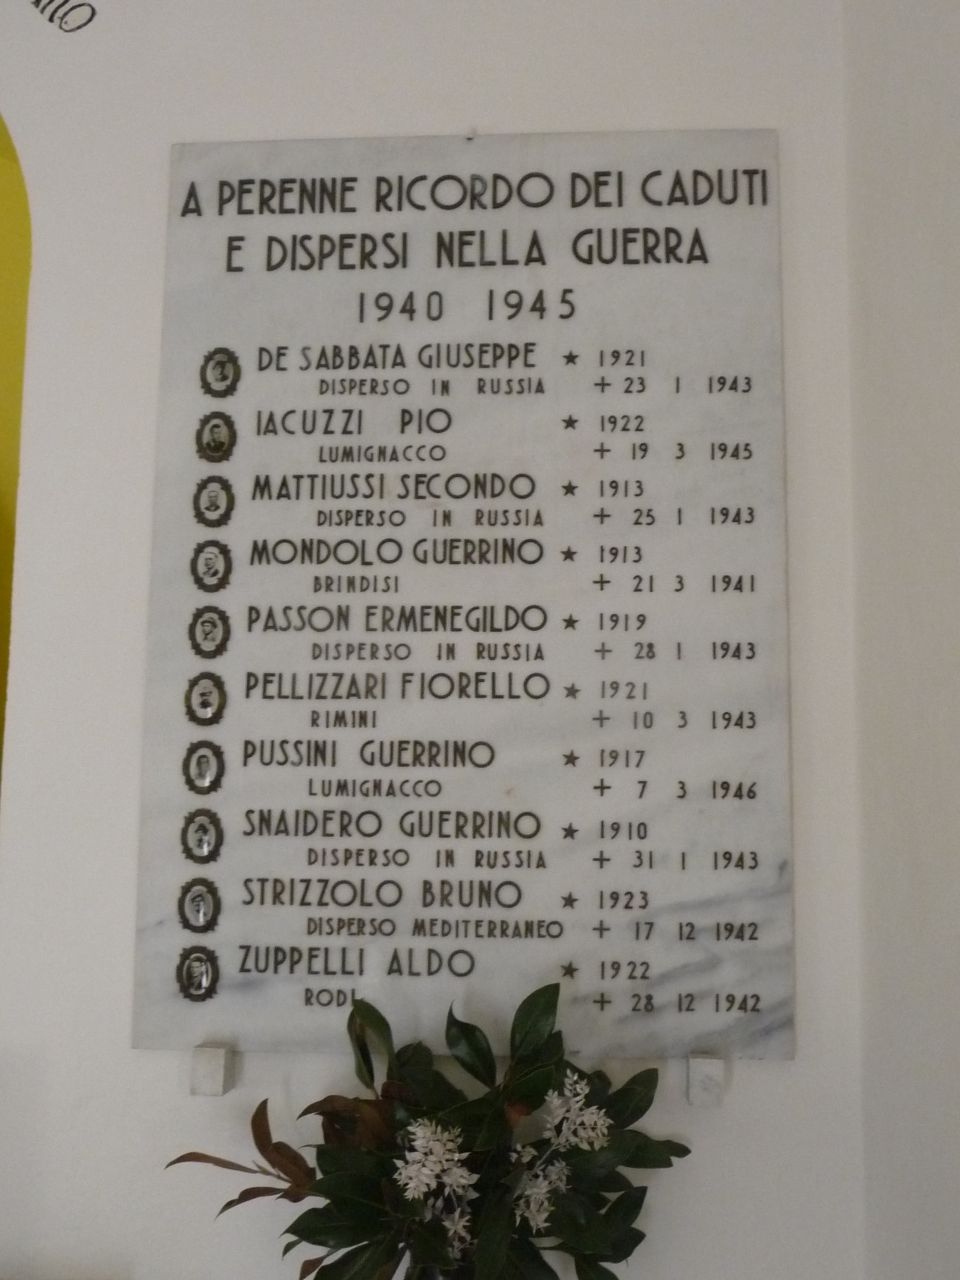 A PERENNE RICORDO DEI CADUTI
E DISPERSI NELLA GUERRA
1940 1945
DE SABBATA GIUSEPPE ★ 1921
DISPERSO IN RUSSIA + 23 1 1943
IACUZZI PIO ★ 1922
LUMIGNACCO + 19 3 1945
MATTIUSSI SECONDO ★ 1913
DISPERSO IN RUSSIA + 25 1 1943
MONDOLO GUERRINO ★ 1913
BRINDISI + 21 3 1941
PASSON ERMENEGILDO ★ 1919
DISPERSO IN RUSSIA + 28 1 1943
PELLIZZARI FIORELLO ★ 1921
RIMINI + 10 3 1943
PUSSINI GUERRINO ★ 1917
LUMIGNACCO + 7 3 1946
SNAIDERO GUERRINO ★ 1910
DISPERSO IN RUSSIA + 31 1 1943
STRIZZOLO BRUNO ★ 1923
DISPERSO MEDITERRANEO + 17 12 1942
ZUPPELLI ALDO ★ 1922
RODI + 28 12 1942